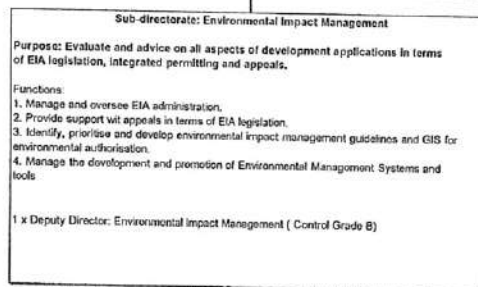 Sub-directorate: Environmental Impact Management
Purpose: Evaluate and advice on all aspects of development applications in terms
of EIA legislation, integrated permitting and appeals.
Functions:
1. Manage and oversee EIA administration.
2. Provide support wit appeals in terms of EIA legislation.
3. Identify, prioritise and develop environmental impact management guidelines and GIS for
environmental authorisation.
4. Manage the development and promotion of Environmental Management Systems and
tools
1 x Deputy Director: Environmental Impact Management ( Control Grade B)